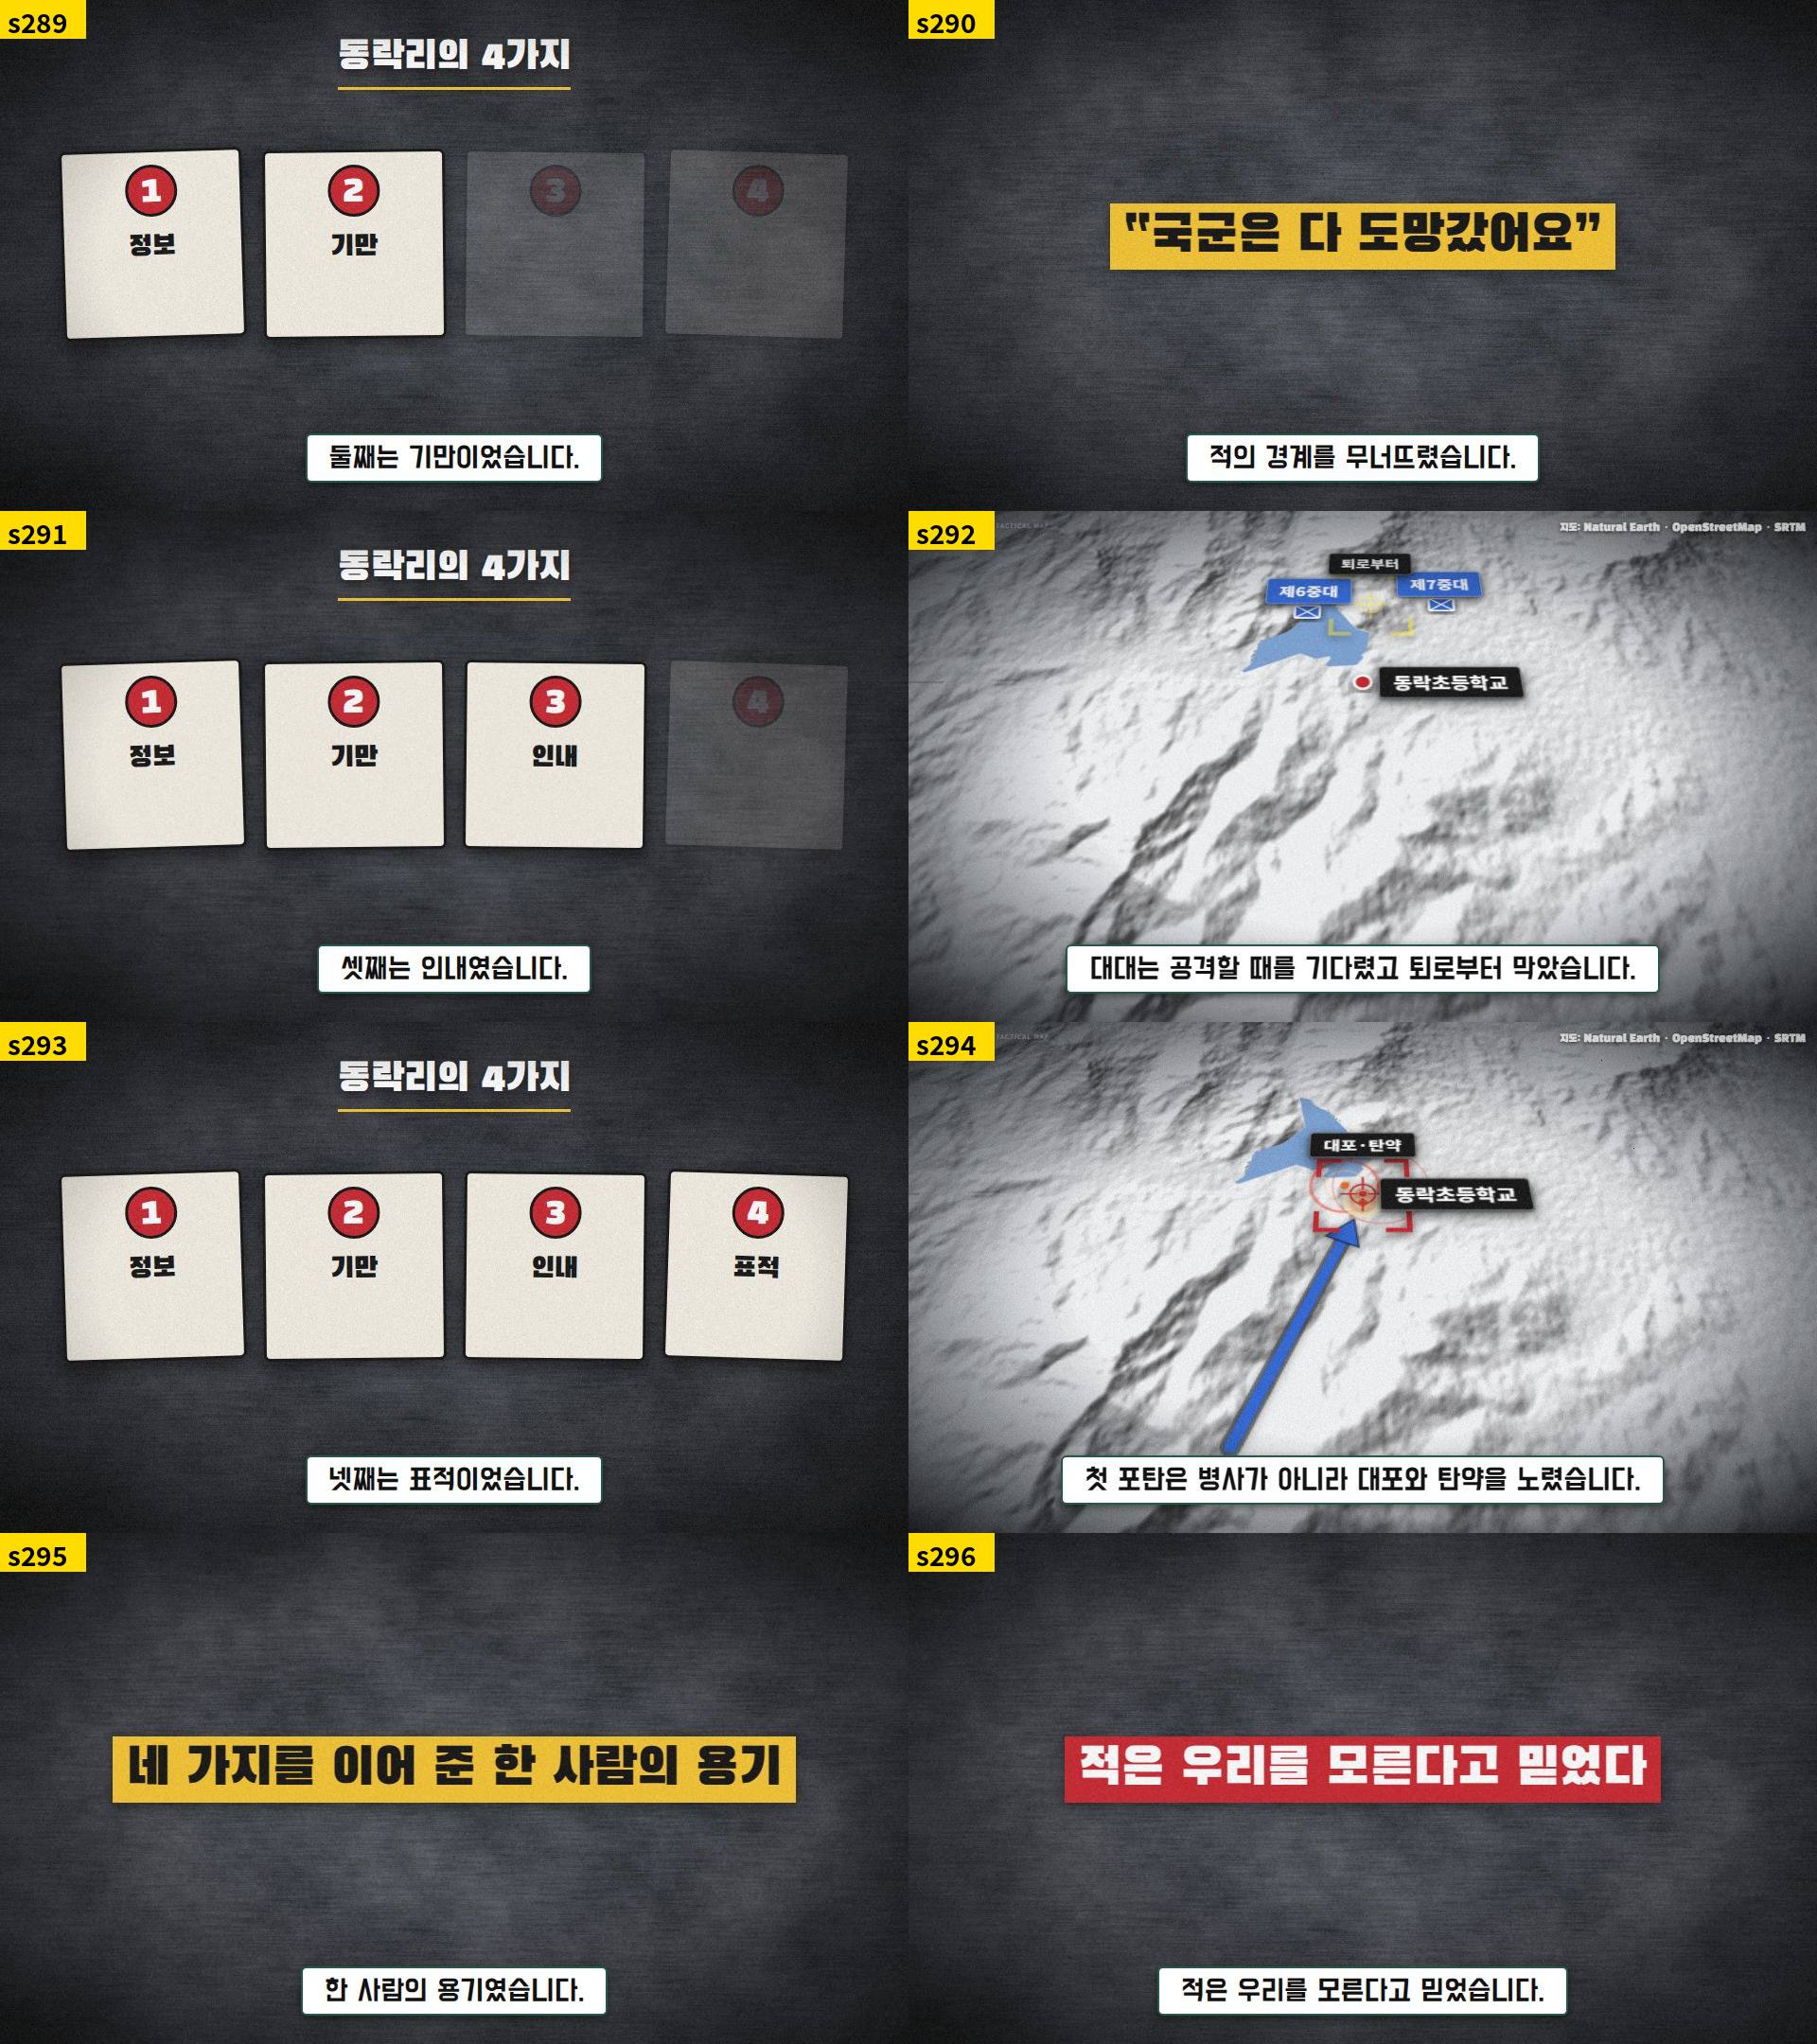 s289
동락리의 4가지
1
정보
2
기만
3
4
둘째는 기만이었습니다.
s290
"국군은 다 도망갔어요"
적의 경계를 무너뜨렸습니다.
s291
동락리의 4가지
1
정보
2
기만
3
인내
4
셋째는 인내였습니다.
s292
TACTICAL MAP
지도: Natural Earth · OpenStreetMap · SRTM
퇴로부터
제6중대
제7중대
동락초등학교
대대는 공격할 때를 기다렸고 퇴로부터 막았습니다.
s293
동락리의 4가지
1
정보
2
기만
3
인내
4
표적
넷째는 표적이었습니다.
s294
TACTICAL MAP
지도: Natural Earth · OpenStreetMap · SRTM
대포·탄약
동락초등학교
첫 포탄은 병사가 아니라 대포와 탄약을 노렸습니다.
s295
네 가지를 이어 준 한 사람의 용기
한 사람의 용기였습니다.
s296
적은 우리를 모른다고 믿었다
적은 우리를 모른다고 믿었습니다.